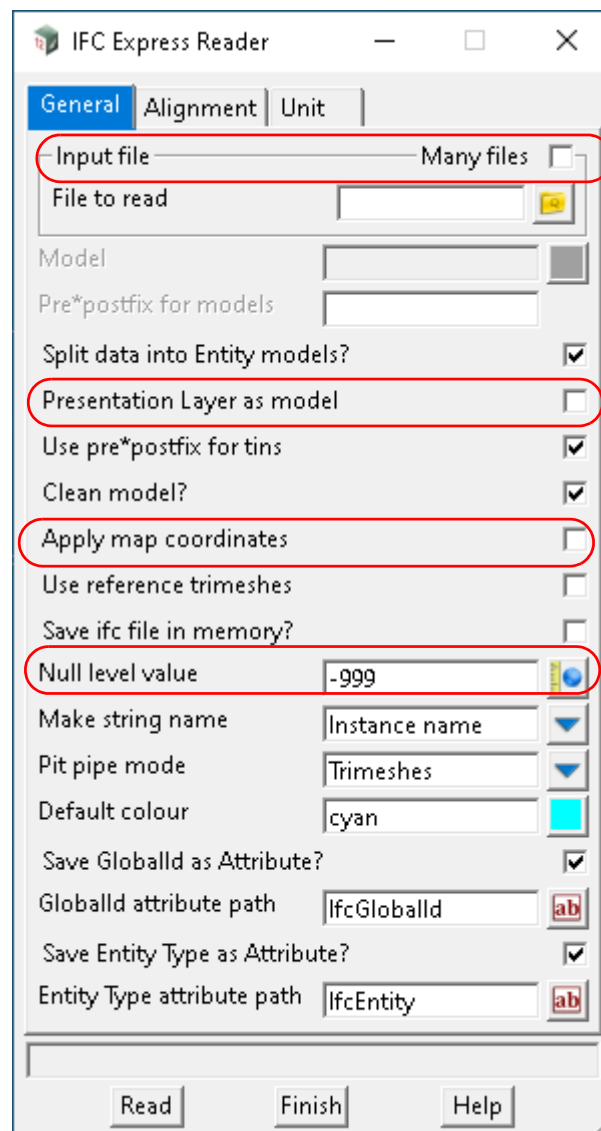 IFC Express Reader
General Alignment Unit
Input file Many files
File to read
Model
Pre*postfix for models
Split data into Entity models?
Presentation Layer as model
Use pre*postfix for tins
Clean model?
Apply map coordinates
Use reference trimeshes
Save ifc file in memory?
Null level value -999
Make string name Instance name
Pit pipe mode Trimeshes
Default colour cyan
Save GlobalId as Attribute?
GlobalId attribute path IfcGlobalId ab
Save Entity Type as Attribute?
Entity Type attribute path IfcEntity ab
Read Finish Help